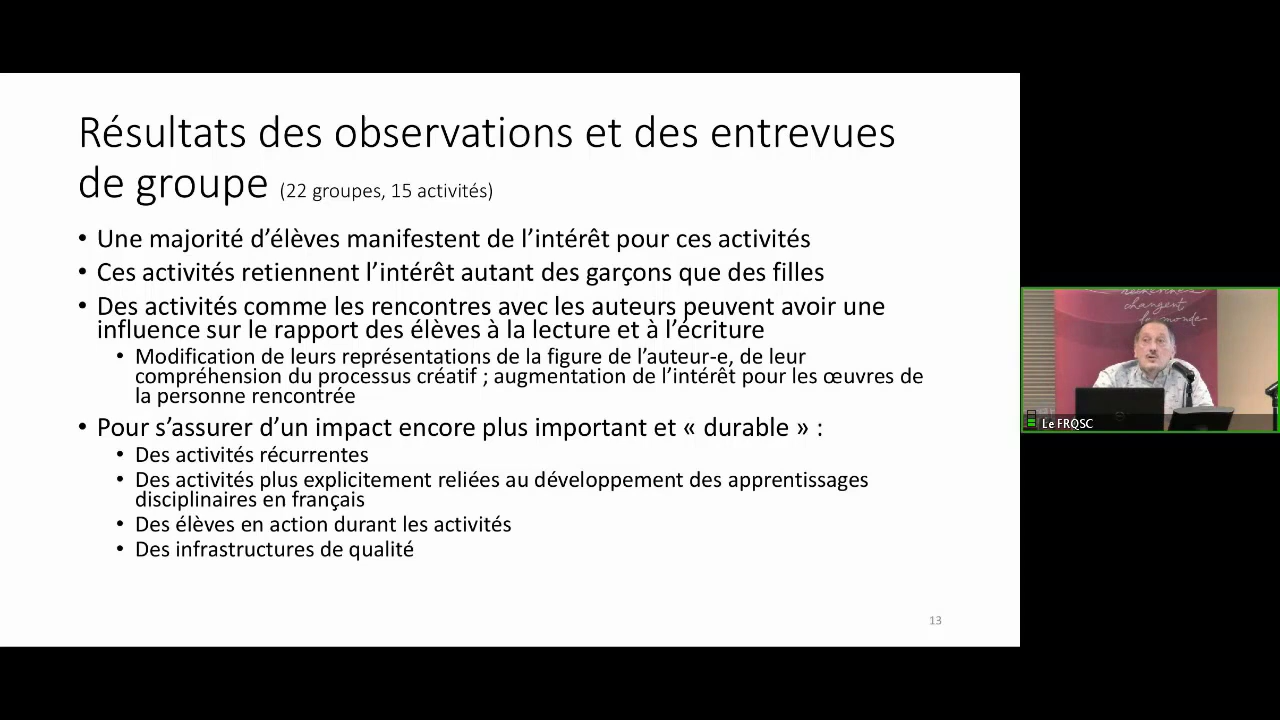 Résultats des observations et des entrevues
de groupe (22 groupes, 15 activités)
• Une majorité d’élèves manifestent de l’intérêt pour ces activités
• Ces activités retiennent l’intérêt autant des garçons que des filles
• Des activités comme les rencontres avec les auteurs peuvent avoir une
influence sur le rapport des élèves à la lecture et à l’écriture
• Modification de leurs représentations de la figure de l’auteur-e, de leur
compréhension du processus créatif ; augmentation de l’intérêt pour les œuvres de
la personne rencontrée
• Pour s’assurer d’un impact encore plus important et « durable » :
• Des activités récurrentes
• Des activités plus explicitement reliées au développement des apprentissages
disciplinaires en français
• Des élèves en action durant les activités
• Des infrastructures de qualité
13
changent
le monde
Le FRQSC